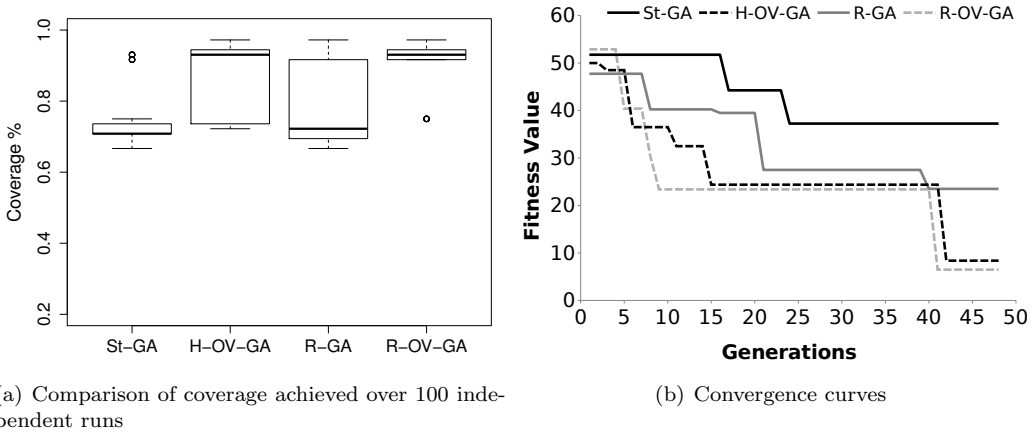 1.0
0.8
0.6
0.4
0.2
Coverage %
St-GA
H-OV-GA
R-GA
R-OV-GA
St-GA H-OV-GA R-GA R-OV-GA
60
50
40
30
20
10
0
Fitness Value
0 5 10 15 20 25 30 35 40 45 50
Generations
a) Comparison of coverage achieved over 100 inde-
pendent runs
(b) Convergence curves